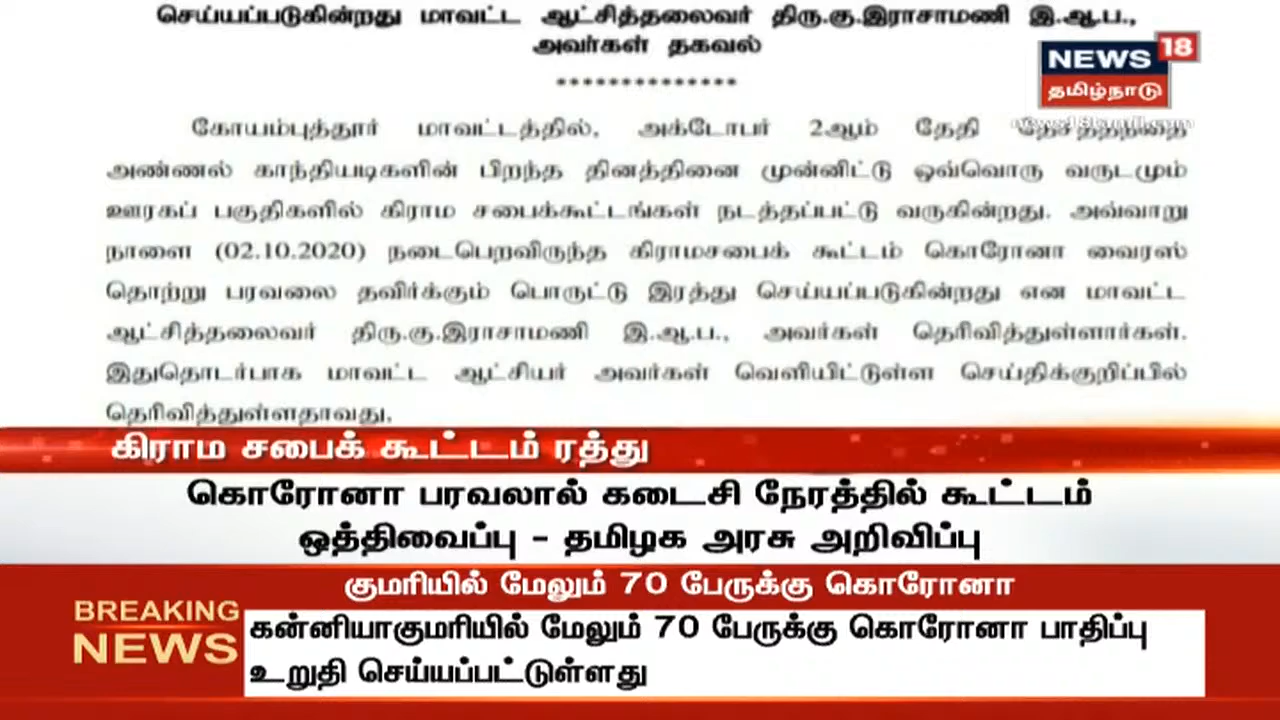 செய்யப்படுகின்றது மாவட்ட ஆட்சித்தலைவர் திரு.கு.இராசாமணி இ.ஆ.ப.,
அவர்கள் தகவல்
**************
NEWS 18
தமிழ்நாடு
கோயம்புத்தூர் மாவட்டத்தில், அக்டோபர் 2ஆம் தேதி
அண்ணல் காந்தியடிகளின் பிறந்த தினத்தினை முன்னிட்டு ஒவ்வொரு வருடமும்
ஊரகப் பகுதிகளில் கிராம சபைக்கூட்டங்கள் நடத்தப்பட்டு வருகின்றது. அவ்வாறு
நாளை (02.10.2020) நடைபெறவிருந்த கிராமசபைக் கூட்டம் கொரோனா வைரஸ்
தொற்று பரவலை தவிர்க்கும் பொருட்டு இரத்து செய்யப்படுகின்றது என மாவட்ட
ஆட்சித்தலைவர் திரு.கு.இராசாமணி இ.ஆ.ப., அவர்கள் தெரிவித்துள்ளார்கள்.
இதுதொடர்பாக மாவட்ட ஆட்சியர் அவர்கள் வெளியிட்டுள்ள செய்திக்குறிப்பில்
தெரிவித்துள்ளதாவது.
கிராம சபைக் கூட்டம் ரத்து
கொரோனா பரவலால் கடைசி நேரத்தில் கூட்டம்
ஒத்திவைப்பு - தமிழக அரசு அறிவிப்பு
குமரியில் மேலும் 70 பேருக்கு கொரோனா
BREAKING
NEWS
கன்னியாகுமரியில் மேலும் 70 பேருக்கு கொரோனா பாதிப்பு
உறுதி செய்யப்பட்டுள்ளது